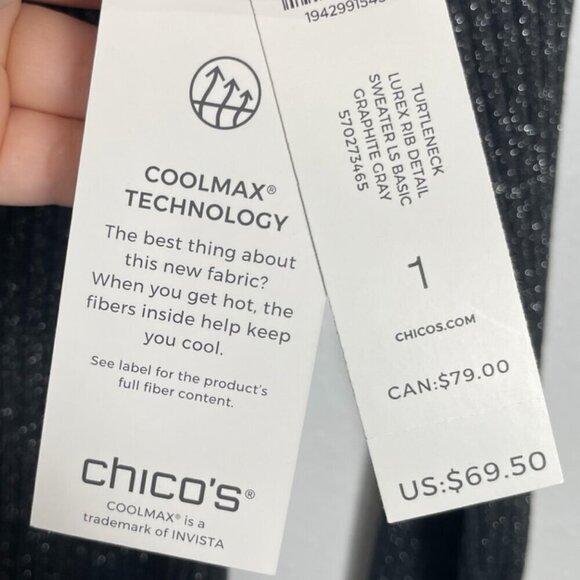 COOLMAX®
TECHNOLOGY
The best thing about
this new fabric?
When you get hot, the
fibers inside help keep
you cool.
See label for the product's
full fiber content.
chico's®
COOLMAX® is a
trademark of INVISTA
TURTLENECK
LUREX RIB DETAIL
SWEATER LS BASIC
GRAPHITE GRAY
570273465
1
CHICOS.COM
CAN:$79.00
US:$69.50